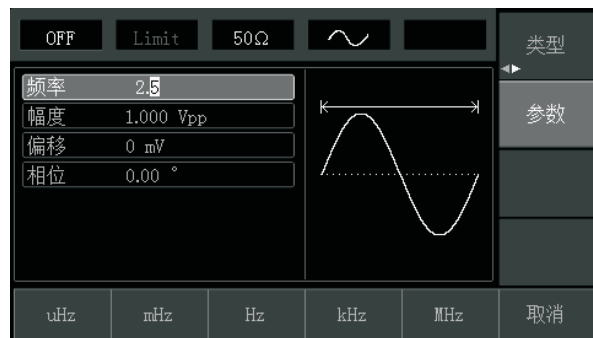 OFF Limit 50Ω 类型
频率 2.5
幅度 1.000 Vpp 参数
偏移 0 mV
相位 0.00 °
uHz mHz Hz kHz MHz 取消